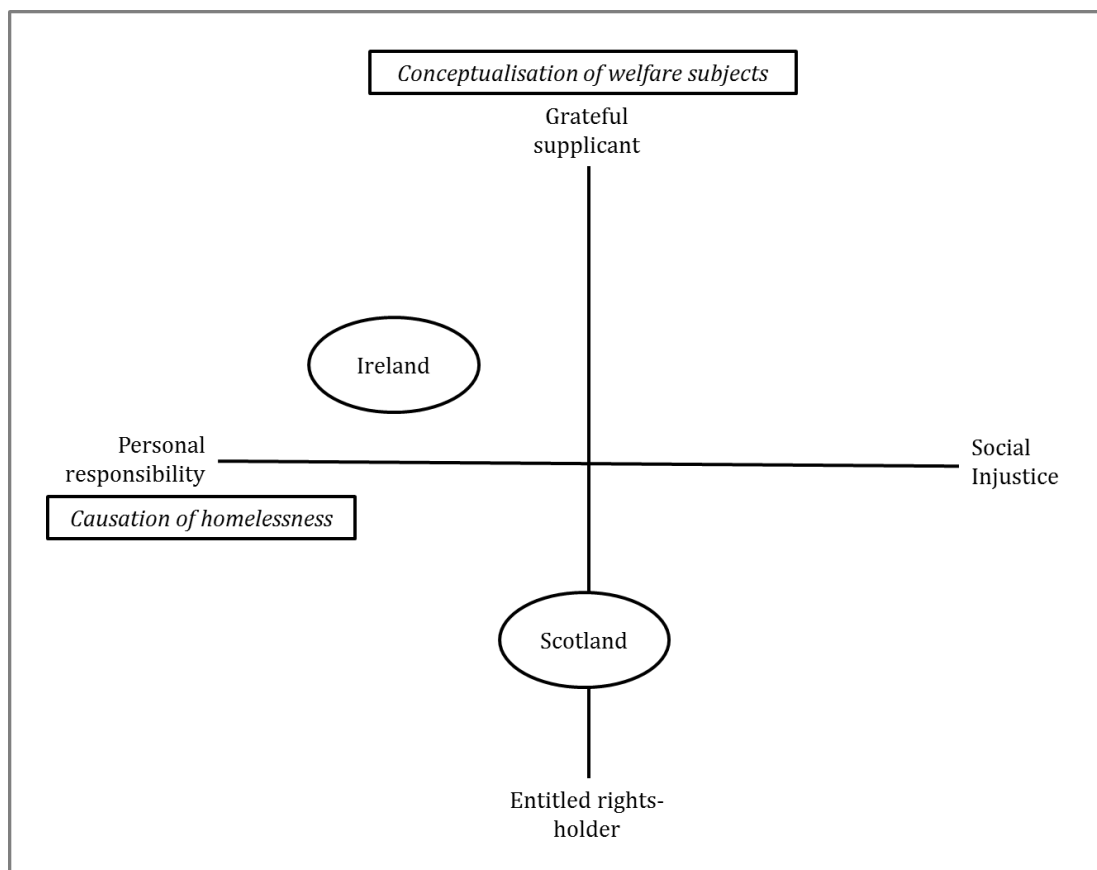 Conceptualisation of welfare subjects
Grateful
supplicant
Ireland
Personal
responsibility
Social
Injustice
Causation of homelessness
Scotland
Entitled rights-
holder